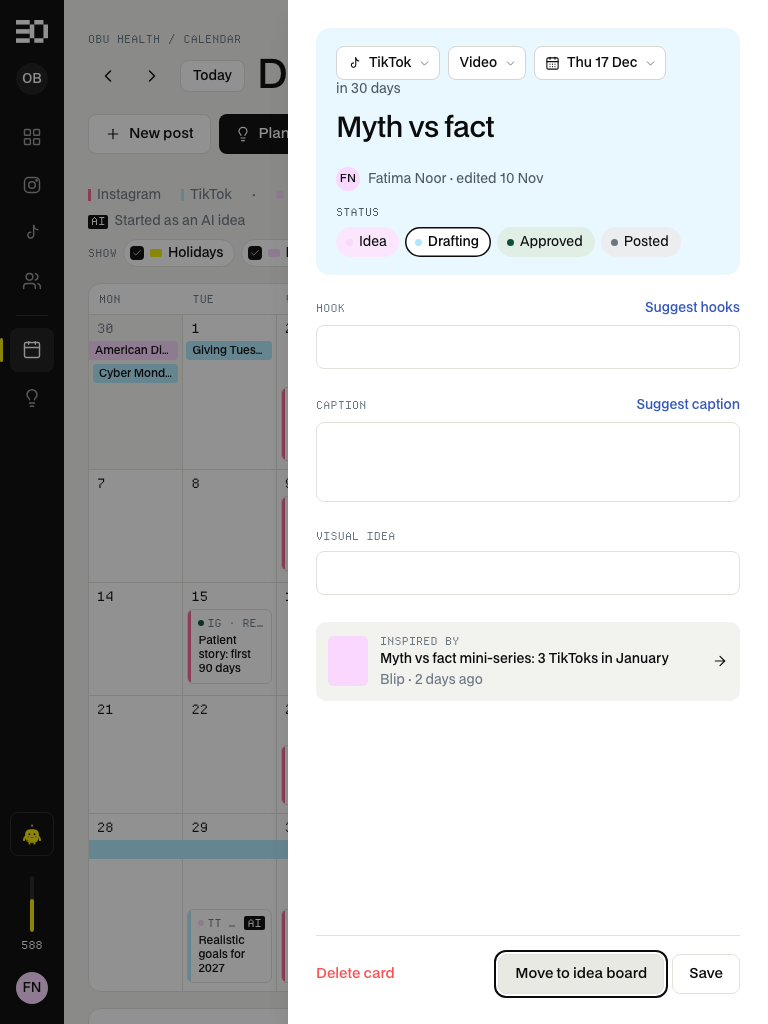 OB
588
FN
OBU HEALTH / CALENDAR
Today
D
New post
Plan
Instagram
TikTok
·
AI Started as an AI idea
SHOW
Holidays
MON
TUE
30
1
American Di…
Giving Tues…
Cyber Mond…
7
8
14
15
IG · RE…
Patient
story: first
90 days
21
22
28
29
TT …
AI
Realistic
goals for
2027
TikTok
Video
Thu 17 Dec
in 30 days
Myth vs fact
FN Fatima Noor · edited 10 Nov
STATUS
Idea
Drafting
Approved
Posted
HOOK
Suggest hooks
CAPTION
Suggest caption
VISUAL IDEA
INSPIRED BY
Myth vs fact mini-series: 3 TikToks in January
Blip · 2 days ago
Delete card
Move to idea board
Save